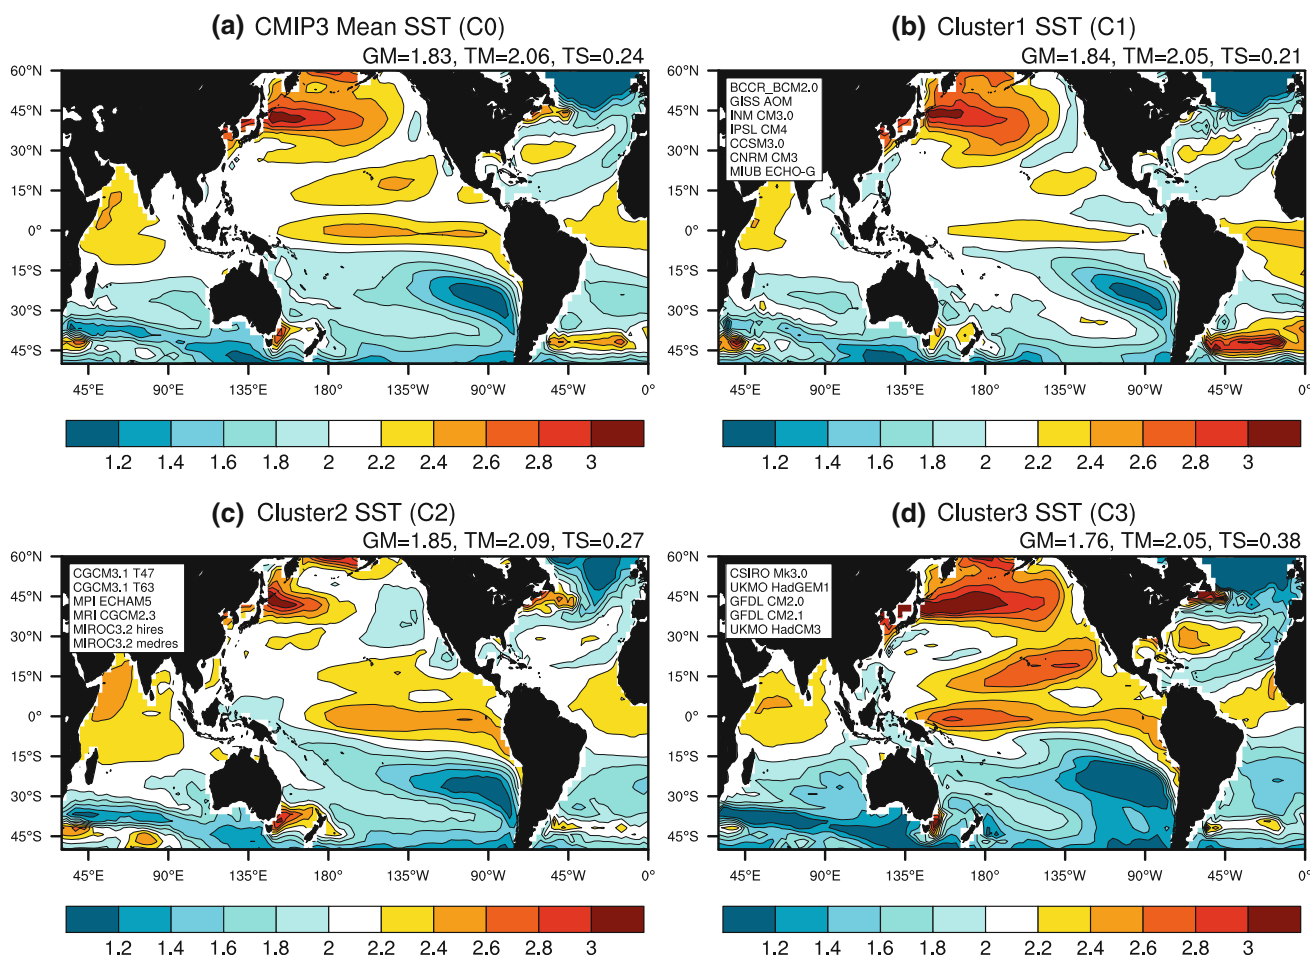 (a) CMIP3 Mean SST (C0)
GM=1.83, TM=2.06, TS=0.24
60°N
45°N
30°N
15°N
0°
15°S
30°S
45°S
45°E 90°E 135°E 180° 135°W 90°W 45°W 0°
1.2 1.4 1.6 1.8 2 2.2 2.4 2.6 2.8 3
(b) Cluster1 SST (C1)
GM=1.84, TM=2.05, TS=0.21
60°N
45°N
30°N
15°N
0°
15°S
30°S
45°S
BCCR_BCM2.0
GISS AOM
INM CM3.0
IPSL CM4
CCSM3.0
CNRM CM3
MIUB ECHO-G
45°E 90°E 135°E 180° 135°W 90°W 45°W 0°
1.2 1.4 1.6 1.8 2 2.2 2.4 2.6 2.8 3
(c) Cluster2 SST (C2)
GM=1.85, TM=2.09, TS=0.27
60°N
45°N
30°N
15°N
0°
15°S
30°S
45°S
CGCM3.1 T47
CGCM3.1 T63
MPI ECHAM5
MRI CGCM2.3
MIROC3.2 hires
MIROC3.2 medres
45°E 90°E 135°E 180° 135°W 90°W 45°W 0°
1.2 1.4 1.6 1.8 2 2.2 2.4 2.6 2.8 3
(d) Cluster3 SST (C3)
GM=1.76, TM=2.05, TS=0.38
60°N
45°N
30°N
15°N
0°
15°S
30°S
45°S
CSIRO Mk3.0
UKMO HadGEM1
GFDL CM2.0
GFDL CM2.1
UKMO HadCM3
45°E 90°E 135°E 180° 135°W 90°W 45°W 0°
1.2 1.4 1.6 1.8 2 2.2 2.4 2.6 2.8 3